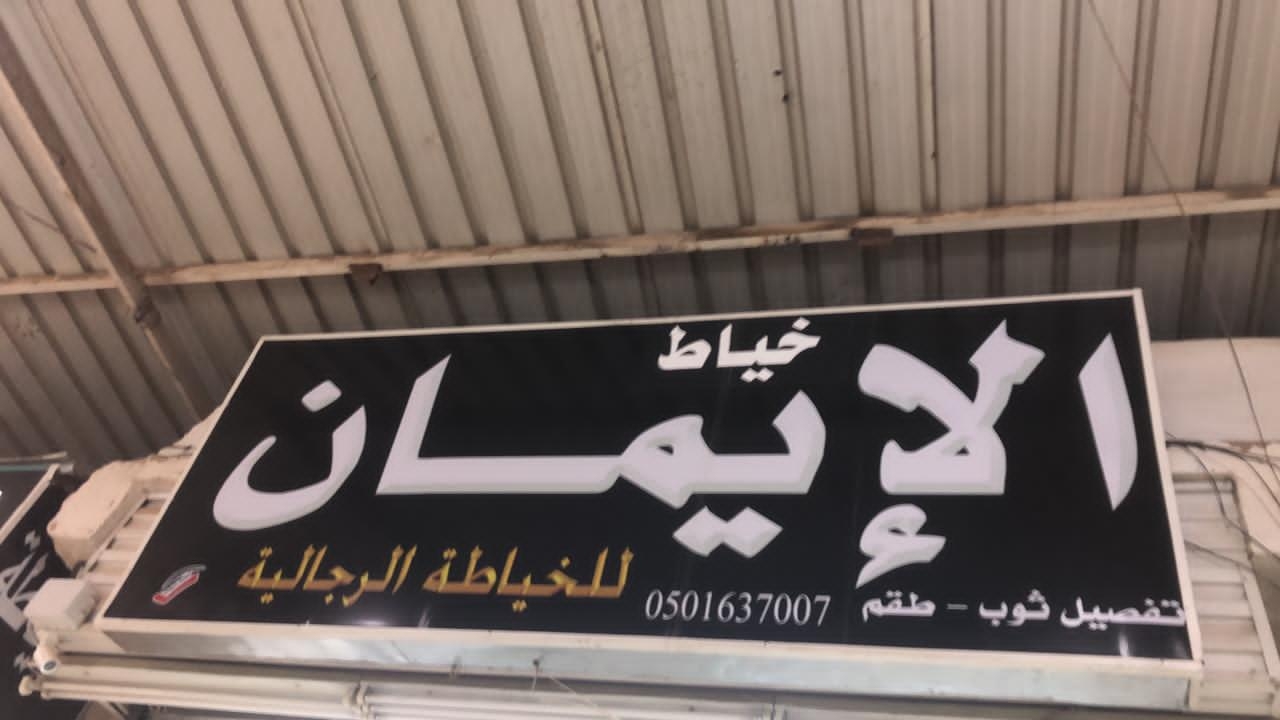 خياط
الإيمان
للخياطة الرجالية
تفصيل ثوب - طقم 0501637007